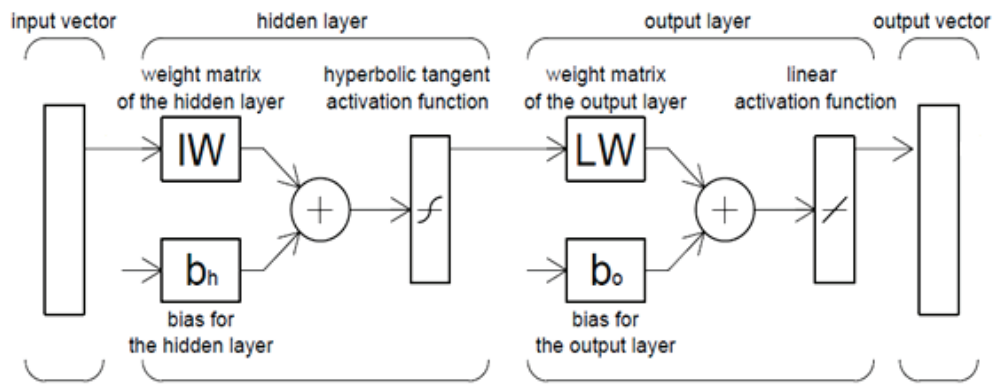 input vector
hidden layer
output layer
output vector
weight matrix
of the hidden layer
hyperbolic tangent
activation function
weight matrix
of the output layer
linear
activation function
IW
LW
+
+
bh
bo
bias for
the hidden layer
bias for
the output layer